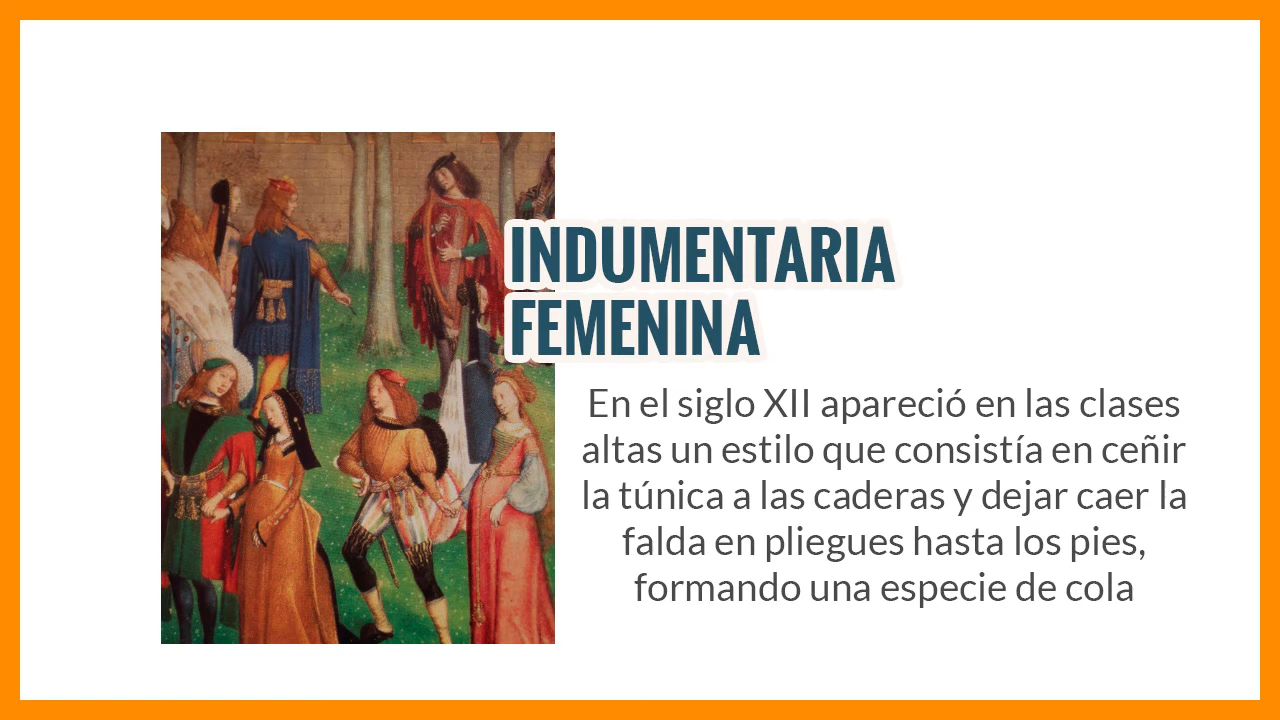 INDUMENTARIA
FEMENINA
En el siglo XII apareció en las clases
altas un estilo que consistía en ceñir
la túnica a las caderas y dejar caer la
falda en pliegues hasta los pies,
formando una especie de cola